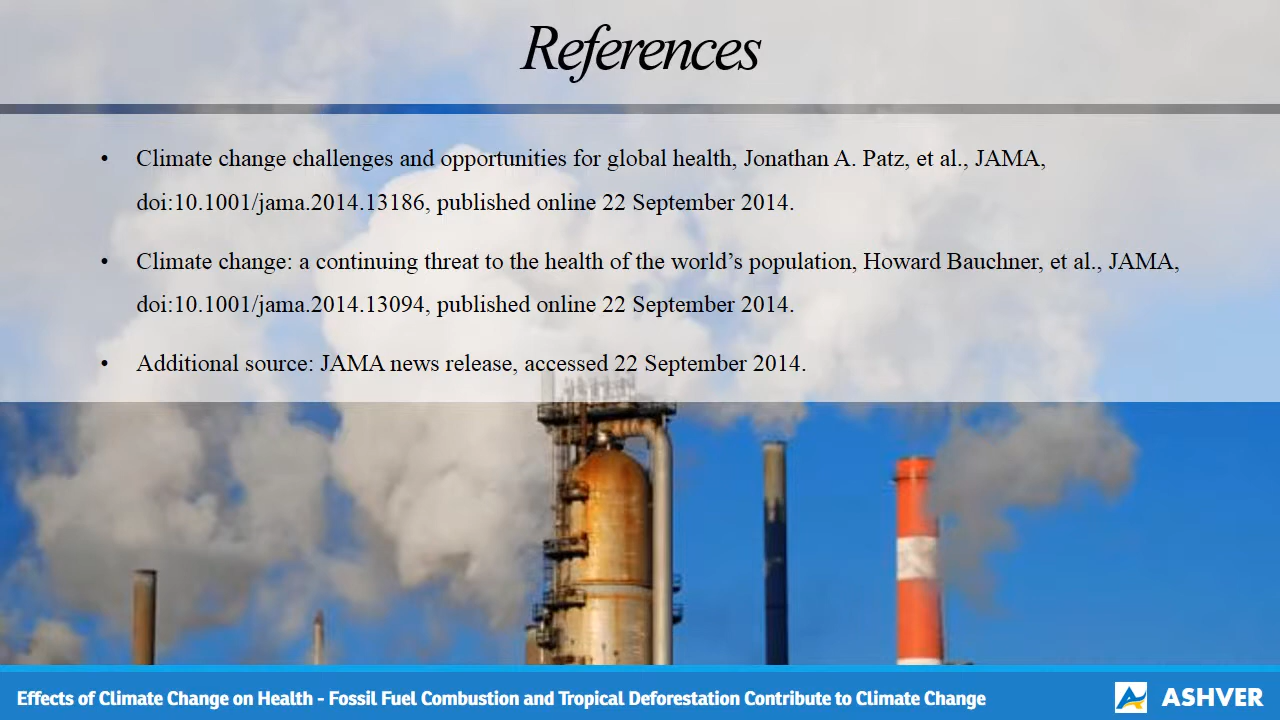 References
• Climate change challenges and opportunities for global health, Jonathan A. Patz, et al., JAMA,
doi:10.1001/jama.2014.13186, published online 22 September 2014.
• Climate change: a continuing threat to the health of the world’s population, Howard Bauchner, et al., JAMA,
doi:10.1001/jama.2014.13094, published online 22 September 2014.
• Additional source: JAMA news release, accessed 22 September 2014.
Effects of Climate Change on Health - Fossil Fuel Combustion and Tropical Deforestation Contribute to Climate Change
ASHVER